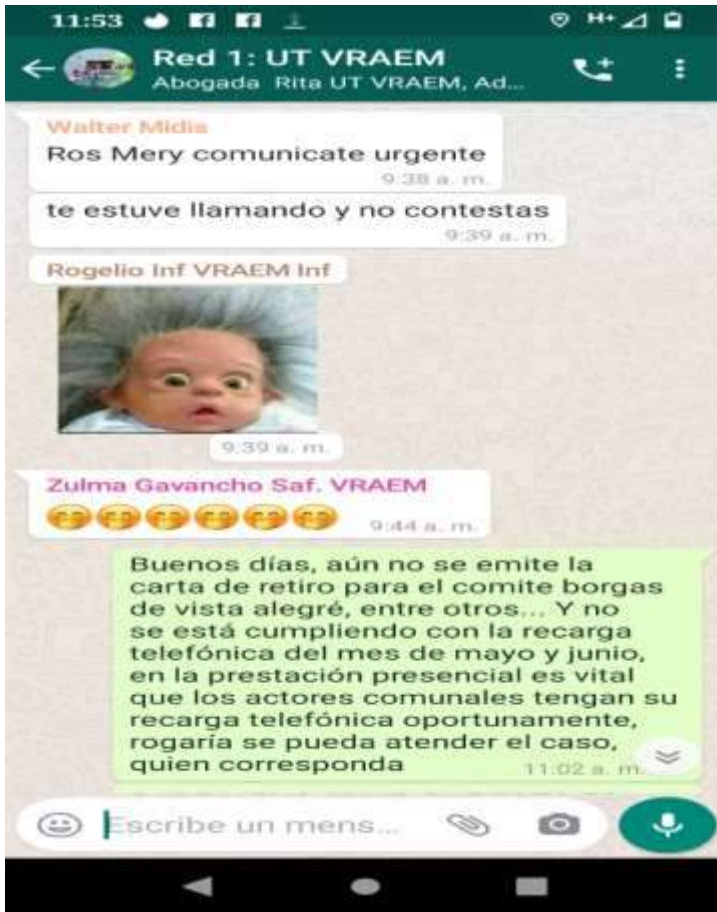 11:53
H+
Red 1: UT VRAEM
Abogada Rita UT VRAEM, Ad...
Walter Midis
Ros Mery comunicate urgente
9:38 a. m.
te estuve llamando y no contestas
9:39 a. m.
Rogelio Inf VRAEM Inf
9:39 a. m.
Zulma Gavancho Saf. VRAEM
9:44 a. m.
Buenos días, aún no se emite la
carta de retiro para el comite borgas
de vista alegré, entre otros... Y no
se está cumpliendo con la recarga
telefónica del mes de mayo y junio,
en la prestación presencial es vital
que los actores comunales tengan su
recarga telefónica oportunamente,
rogaría se pueda atender el caso,
quien corresponda
11:02 a. m.
Escribe un mens...